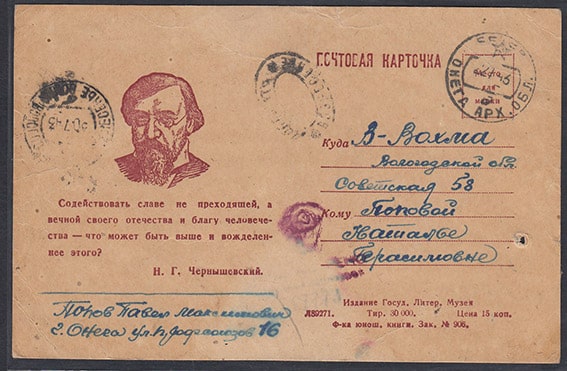 ПОЧТОВАЯ КАРТОЧКА
ОНЕГА АРХ. ОБЛ.
Куда В-Вохма
Вологодской обл
Советская 58
Кому Поповой
Наталье
Герасимовне
Содействовать славе не преходящей, а
вечной своего отечества и благу человече-
ства — что может быть выше и вожделен-
нее этого?
Н. Г. Чернышевский.
Попов Павел Максимович
г. Онега ул. 16
Издание Госуд. Литер. Музея
Л89271. Тир. 30 000. Цена 15 коп.
Ф-ка юнош. книги. Зак. № 906.